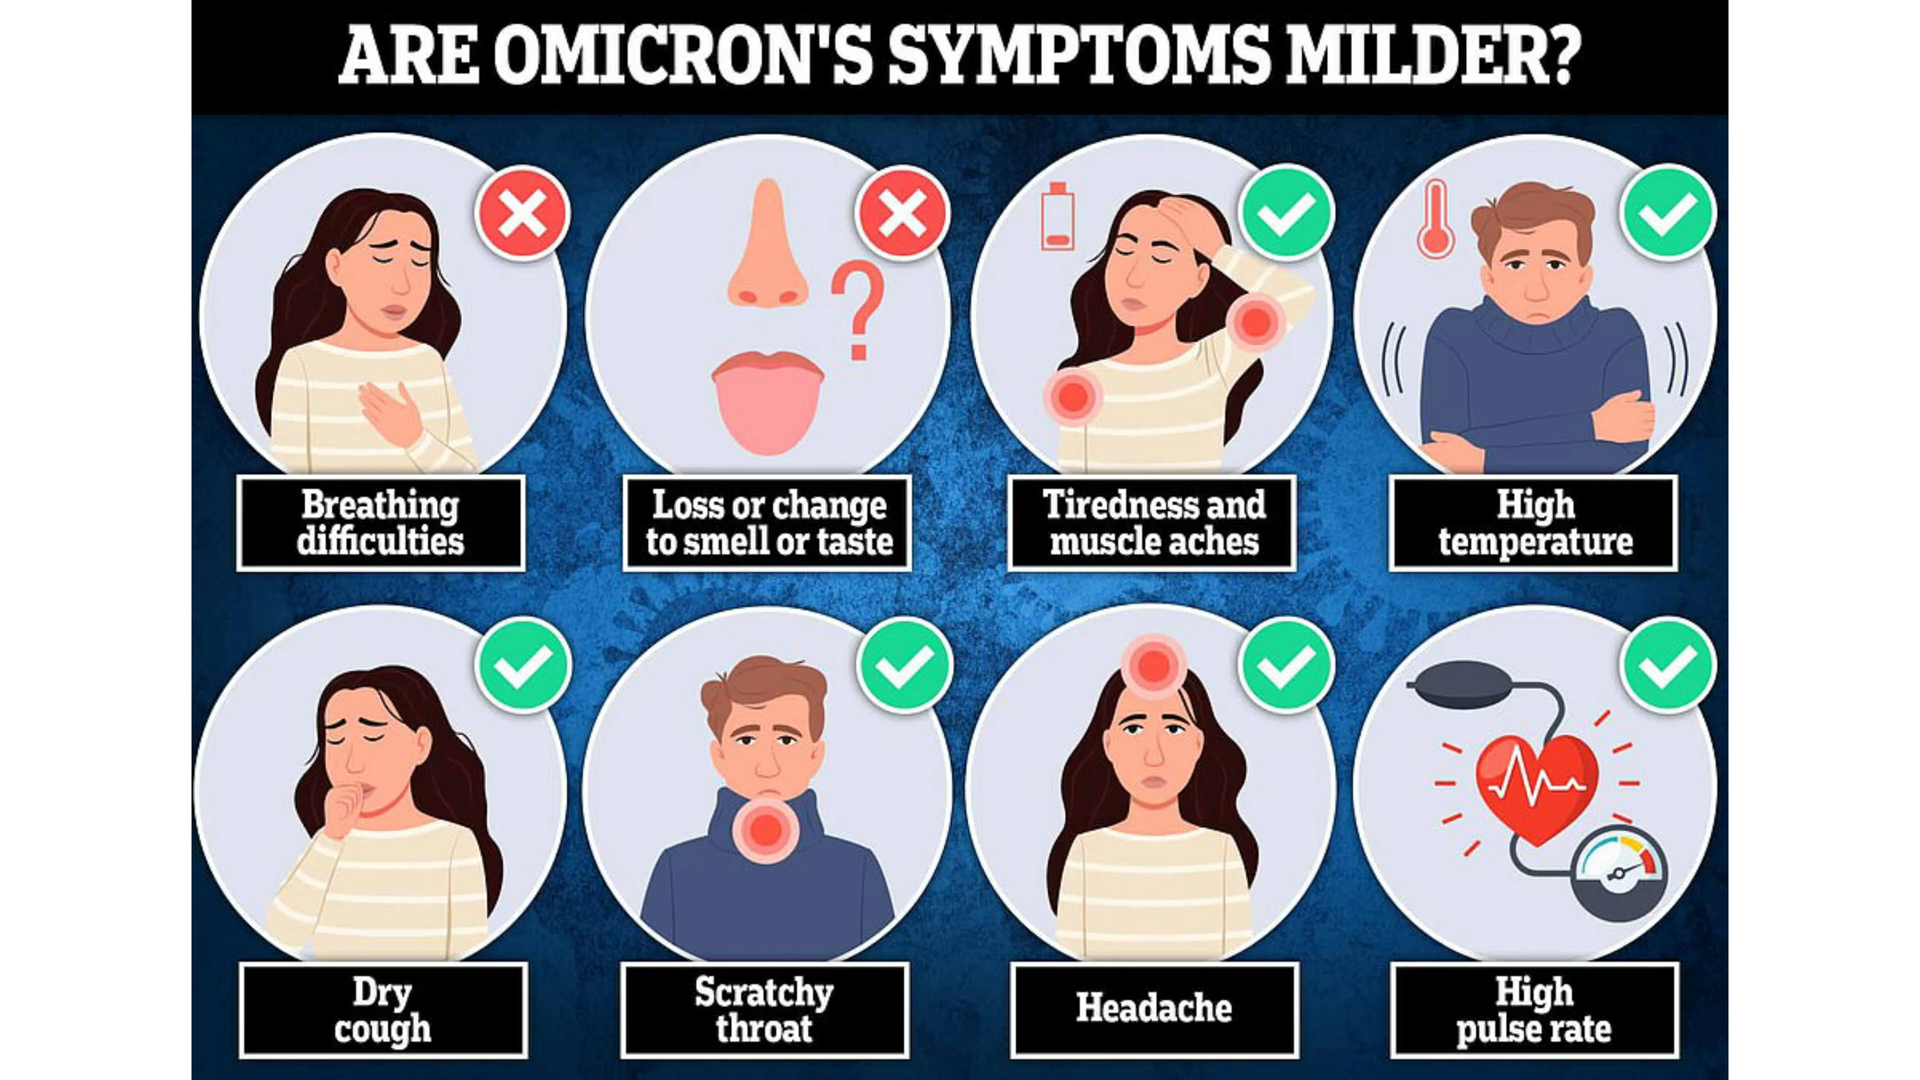 ARE OMICRON'S SYMPTOMS MILDER?
Breathing
difficulties
Loss or change
to smell or taste
Tiredness and
muscle aches
High
temperature
Dry
cough
Scratchy
throat
Headache
High
pulse rate